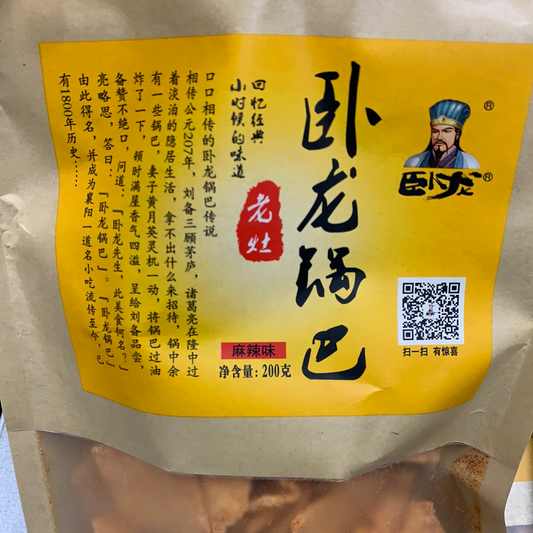 卧龙锅巴
®
卧龙®
扫一扫 有惊喜
回忆经典
小时候的味道
老灶
麻辣味
净含量：200克
口口相传的卧龙锅巴传说
相传公元207年，刘备三顾茅庐，诸葛亮在隆中过
着淡泊的隐居生活，拿不出什么来招待，锅中余
有一些锅巴，妻子黄月英灵机一动，将锅巴过油
炸了一下，顿时满屋香气四溢，呈给刘备品尝，
备赞不绝口，问道：“卧龙先生，此美食何名？”
亮略思，答曰：“卧龙锅巴”。“卧龙锅巴”
由此得名，并成为襄阳一道名小吃流传至今，已
有1800年历史……